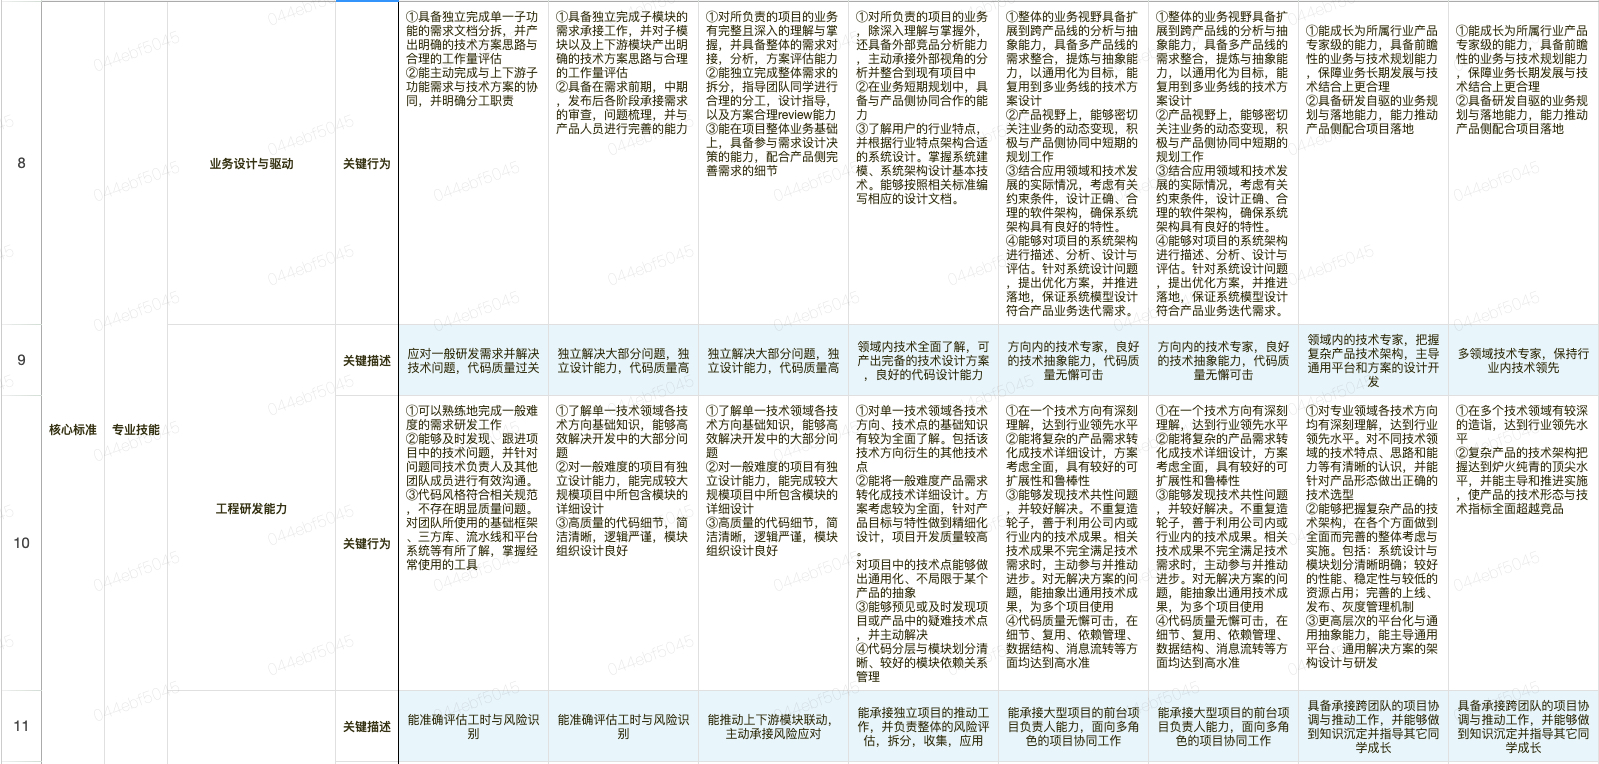 8
业务设计与驱动
关键行为
①具备独立完成单一子功
能的需求文档分拆，并产
出明确的技术方案思路与
合理的工作量评估
②能主动完成与上下游子
功能需求与技术方案的协
同，并明确分工职责
①具备独立完成子模块的
需求承接工作，并对子模
块以及上下游模块产出明
确的技术方案思路与合理
的工作量评估
②具备在需求前期，中期
，发布后各阶段承接需求
的审查，问题梳理，并与
产品人员进行完善的能力
①对所负责的项目的业务
有完整且深入的理解与掌
握，并具备整体的需求对
接，分析，方案评估能力
②能独立完成整体需求的
拆分，指导团队同学进行
合理的分工，设计指导，
以及方案合理review能力
③能在项目整体业务基础
上，具备参与需求设计决
策的能力，配合产品侧完
善需求的细节
①对所负责的项目的业务
，除深入理解与掌握外，
还具备外部竞品分析能力
，主动承接外部视角的分
析并整合到现有项目中
②在业务短期规划中，具
备与产品侧协同合作的能
力
③了解用户的行业特点，
并根据行业特点架构合适
的系统设计。掌握系统建
模、系统架构设计基本技
术。能够按照相关标准编
写相应的设计文档。
①整体的业务视野具备扩
展到跨产品线的分析与抽
象能力，具备多产品线的
需求整合，提炼与抽象能
力，以通用化为目标，能
复用到多业务线的技术方
案设计
②产品视野上，能够密切
关注业务的动态变现，积
极与产品侧协同中短期的
规划工作
③结合应用领域和技术发
展的实际情况，考虑有关
约束条件，设计正确、合
理的软件架构，确保系统
架构具有良好的特性。
④能够对项目的系统架构
进行描述、分析、设计与
评估。针对系统设计问题
，提出优化方案，并推进
落地，保证系统模型设计
符合产品业务迭代需求。
①整体的业务视野具备扩
展到跨产品线的分析与抽
象能力，具备多产品线的
需求整合，提炼与抽象能
力，以通用化为目标，能
复用到多业务线的技术方
案设计
②产品视野上，能够密切
关注业务的动态变现，积
极与产品侧协同中短期的
规划工作
③结合应用领域和技术发
展的实际情况，考虑有关
约束条件，设计正确、合
理的软件架构，确保系统
架构具有良好的特性。
④能够对项目的系统架构
进行描述、分析、设计与
评估。针对系统设计问题
，提出优化方案，并推进
落地，保证系统模型设计
符合产品业务迭代需求。
①能成长为所属行业产品
专家级的能力，具备前瞻
性的业务与技术规划能力
，保障业务长期发展与技
术结合上更合理
②具备研发自驱的业务规
划与落地能力，能力推动
产品侧配合项目落地
①能成长为所属行业产品
专家级的能力，具备前瞻
性的业务与技术规划能力
，保障业务长期发展与技
术结合上更合理
②具备研发自驱的业务规
划与落地能力，能力推动
产品侧配合项目落地
9
关键描述
应对一般研发需求并解决
技术问题，代码质量过关
独立解决大部分问题，独
立设计能力，代码质量高
独立解决大部分问题，独
立设计能力，代码质量高
领域内技术全面了解，可
产出完备的技术设计方案
，良好的代码设计能力
方向内的技术专家，良好
的技术抽象能力，代码质
量无懈可击
方向内的技术专家，良好
的技术抽象能力，代码质
量无懈可击
领域内的技术专家，把握
复杂产品技术架构，主导
通用平台和方案的设计开
发
多领域技术专家，保持行
业内技术领先
10
核心标准
专业技能
工程研发能力
关键行为
①可以熟练地完成一般难
度的需求研发工作
②能够及时发现、跟进项
目中的技术问题，并针对
问题同技术负责人及其他
团队成员进行有效沟通。
③代码风格符合相关规范
，不存在明显质量问题。
对团队所使用的基础框架
、三方库、流水线和平台
系统等有所了解，掌握经
常使用的工具
①了解单一技术领域各技
术方向基础知识，能够高
效解决开发中的大部分问
题
②对一般难度的项目有独
立设计能力，能完成较大
规模项目中所包含模块的
详细设计
③高质量的代码细节，简
洁清晰，逻辑严谨，模块
组织设计良好
①了解单一技术领域各技
术方向基础知识，能够高
效解决开发中的大部分问
题
②对一般难度的项目有独
立设计能力，能完成较大
规模项目中所包含模块的
详细设计
③高质量的代码细节，简
洁清晰，逻辑严谨，模块
组织设计良好
①对单一技术领域各技术
方向、技术点的基础知识
有较为全面了解。包括该
技术方向衍生的其他技术
点
②能将一般难度产品需求
转化成技术详细设计。方
案考虑较为全面，针对产
品目标与特性做到精细化
设计，项目开发质量较高
。
对项目中的技术点能够做
出通用化、不局限于某个
产品的抽象
③能够预见或及时发现项
目或产品中的疑难技术点
，并主动解决
④代码分层与模块划分清
晰、较好的模块依赖关系
管理
①在一个技术方向有深刻
理解，达到行业领先水平
②能将复杂的产品需求转
化成技术详细设计，方案
考虑全面，具有较好的可
扩展性和鲁棒性
③能够发现技术共性问题
，并较好解决。不重复造
轮子，善于利用公司内或
行业内的技术成果。相关
技术成果不完全满足技术
需求时，主动参与并推动
进步。对无解决方案的问
题，能抽象出通用技术成
果，为多个项目使用
④代码质量无懈可击，在
细节、复用、依赖管理、
数据结构、消息流转等方
面均达到高水准
①在一个技术方向有深刻
理解，达到行业领先水平
②能将复杂的产品需求转
化成技术详细设计，方案
考虑全面，具有较好的可
扩展性和鲁棒性
③能够发现技术共性问题
，并较好解决。不重复造
轮子，善于利用公司内或
行业内的技术成果。相关
技术成果不完全满足技术
需求时，主动参与并推动
进步。对无解决方案的问
题，能抽象出通用技术成
果，为多个项目使用
④代码质量无懈可击，在
细节、复用、依赖管理、
数据结构、消息流转等方
面均达到高水准
①对专业领域各技术方向
均有深刻理解，达到行业
领先水平。对不同技术领
域的技术特点、思路和能
力等有清晰的认识，并能
针对产品形态做出正确的
技术选型
②能够把握复杂产品的技
术架构，在各个方面做到
全面而完善的整体考虑与
实施。包括：系统设计与
模块划分清晰明确；较好
的性能、稳定性与较低的
资源占用；完善的上线、
发布、灰度管理机制
③更高层次的平台化与通
用抽象能力，能主导通用
平台、通用解决方案的架
构设计与研发
①在多个技术领域有较深
的造诣，达到行业领先水
平
②复杂产品的技术架构把
握达到炉火纯青的顶尖水
平，并能主导和推进实施
，使产品的技术形态与技
术指标全面超越竞品
11
关键描述
能准确评估工时与风险识
别
能准确评估工时与风险识
别
能推动上下游模块联动，
主动承接风险应对
能承接独立项目的推动工
作，并负责整体的风险评
估，拆分，收集，应用
能承接大型项目的前台项
目负责人能力，面向多角
色的项目协同工作
能承接大型项目的前台项
目负责人能力，面向多角
色的项目协同工作
具备承接跨团队的项目协
调与推动工作，并能够做
到知识沉淀并指导其它同
学成长
具备承接跨团队的项目协
调与推动工作，并能够做
到知识沉淀并指导其它同
学成长
044ebf5045